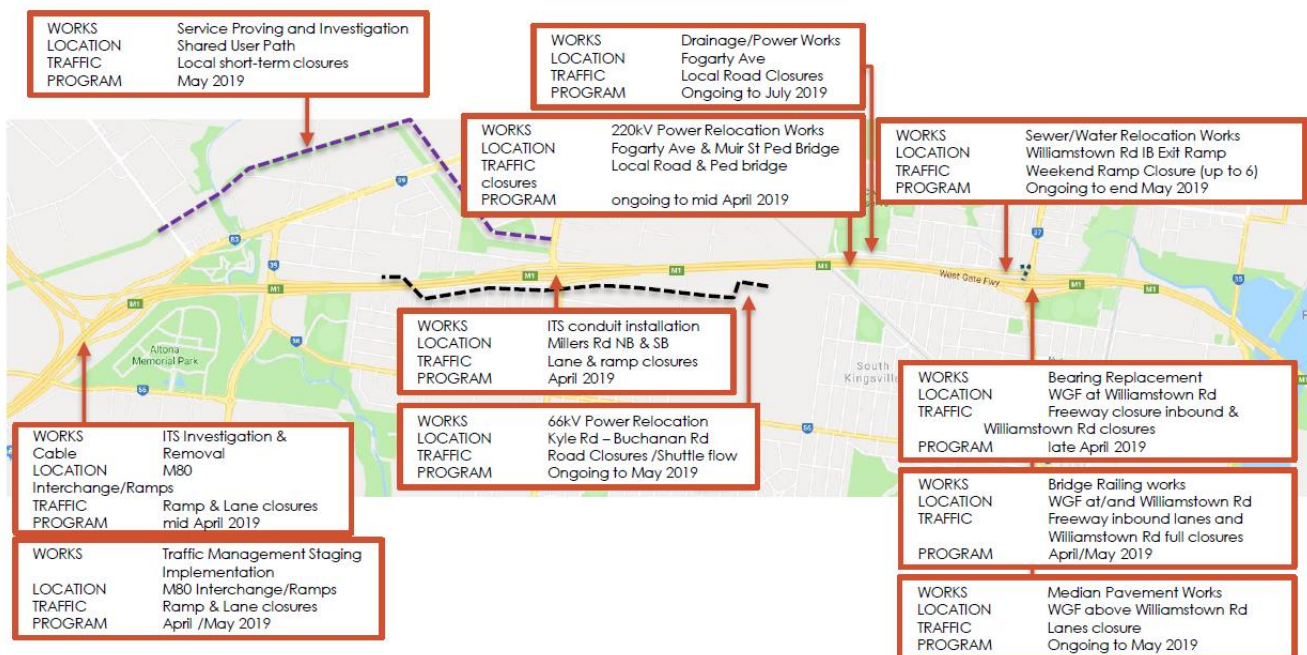 WORKS Service Proving and Investigation
LOCATION Shared User Path
TRAFFIC Local short-term closures
PROGRAM May 2019
WORKS Drainage/Power Works
LOCATION Fogarty Ave
TRAFFIC Local Road Closures
PROGRAM Ongoing to July 2019
WORKS 220kV Power Relocation Works
LOCATION Fogarty Ave & Muir St Ped Bridge
TRAFFIC Local Road & Ped bridge
closures
PROGRAM ongoing to mid April 2019
WORKS Sewer/Water Relocation Works
LOCATION Williamstown Rd IB Exit Ramp
TRAFFIC Weekend Ramp Closure (up to 6)
PROGRAM Ongoing to end May 2019
39
83
39
39
37
35
M1
M1
M1
M1
M1
M1
West Gate Fwy
Altona
Memorial Park
56
56
South
Kingsville
WORKS ITS conduit installation
LOCATION Millers Rd NB & SB
TRAFFIC Lane & ramp closures
PROGRAM April 2019
WORKS 66kV Power Relocation
LOCATION Kyle Rd – Buchanan Rd
TRAFFIC Road Closures /Shuttle flow
PROGRAM Ongoing to May 2019
WORKS ITS Investigation &
Cable Removal
LOCATION M80
Interchange/Ramps
TRAFFIC Ramp & Lane closures
PROGRAM mid April 2019
WORKS Traffic Management Staging
Implementation
LOCATION M80 Interchange/Ramps
TRAFFIC Ramp & Lane closures
PROGRAM April /May 2019
WORKS Bearing Replacement
LOCATION WGF at Williamstown Rd
TRAFFIC Freeway closure inbound &
Williamstown Rd closures
PROGRAM late April 2019
WORKS Bridge Railing works
LOCATION WGF at/and Williamstown Rd
TRAFFIC Freeway inbound lanes and
Williamstown Rd full closures
PROGRAM April/May 2019
WORKS Median Pavement Works
LOCATION WGF above Williamstown Rd
TRAFFIC Lanes closure
PROGRAM Ongoing to May 2019